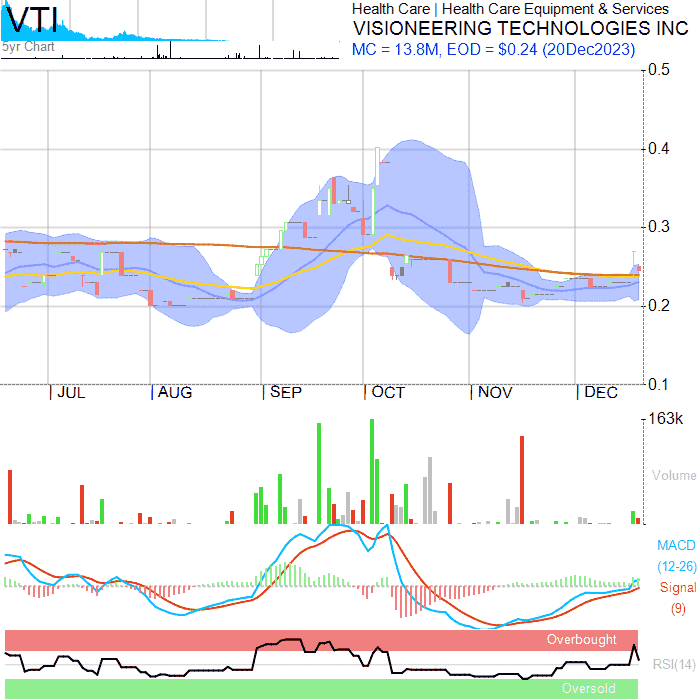 VTI
5yr Chart
Health Care | Health Care Equipment & Services
VISIONEERING TECHNOLOGIES INC
MC = 13.8M, EOD = $0.24 (20Dec2023)
0.5
0.4
0.3
0.2
0.1
JUL AUG SEP OCT NOV DEC
163k
Volume
MACD
(12-26)
Signal
(9)
Overbought
RSI(14)
Oversold